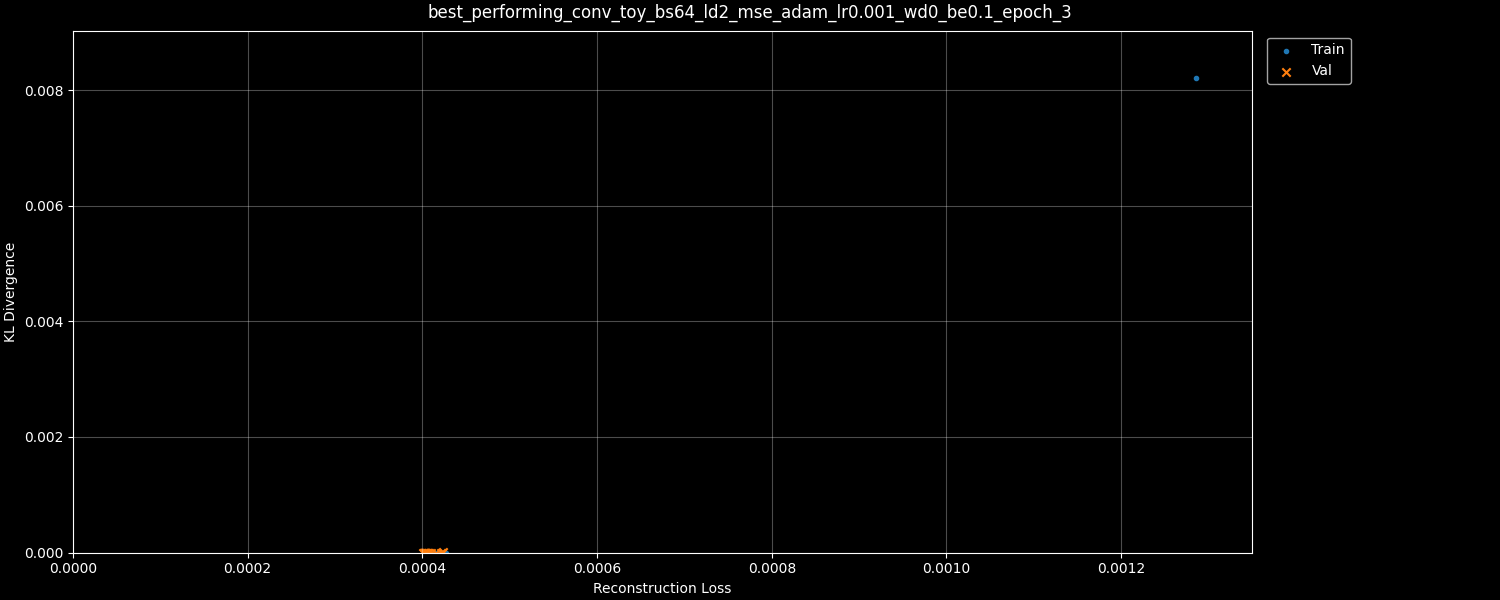 best_performing_conv_toy_bs64_ld2_mse_adam_lr0.001_wd0_be0.1_epoch_3
Train
Val
0.008
0.006
0.004
0.002
0.000
KL Divergence
0.0000 0.0002 0.0004 0.0006 0.0008 0.0010 0.0012
Reconstruction Loss